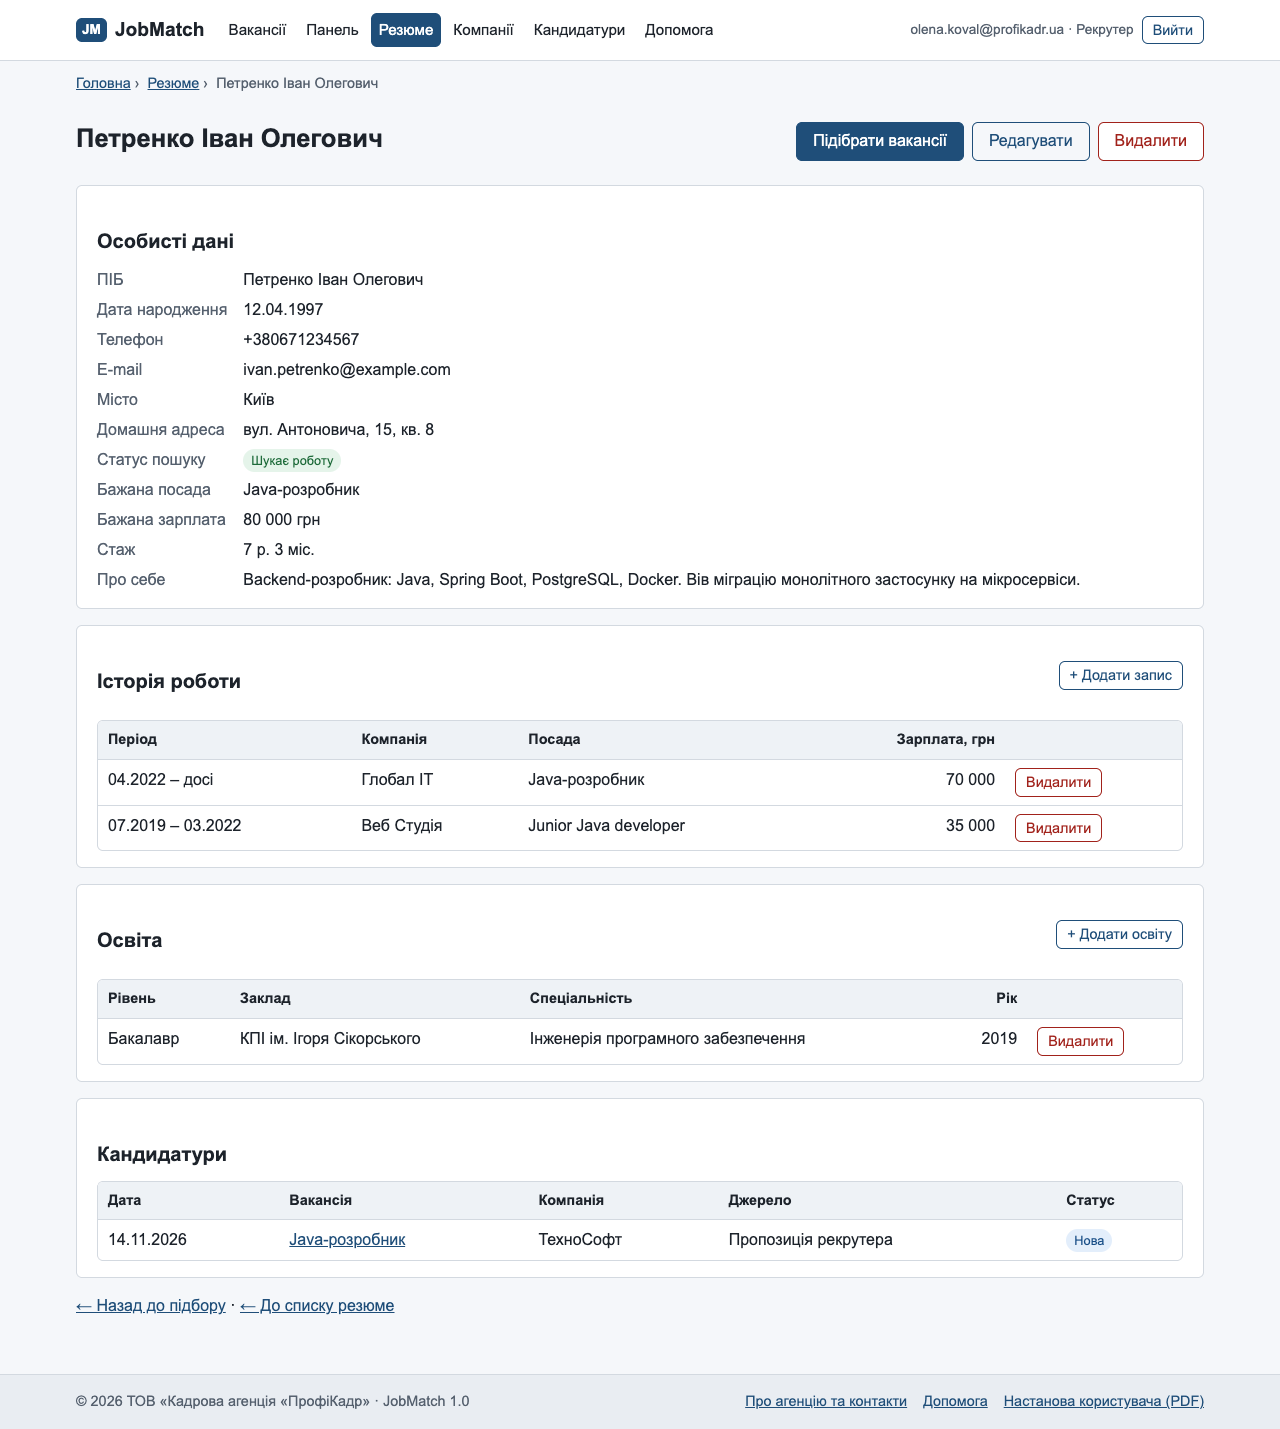 JM JobMatch Вакансії Панель Резюме Компанії Кандидатури Допомога olena.koval@profikadr.ua · Рекрутер Вийти
Головна › Резюме › Петренко Іван Олегович
Петренко Іван Олегович Підібрати вакансії Редагувати Видалити
Особисті дані
ПІБ Петренко Іван Олегович
Дата народження 12.04.1997
Телефон +380671234567
E-mail ivan.petrenko@example.com
Місто Київ
Домашня адреса вул. Антоновича, 15, кв. 8
Статус пошуку Шукає роботу
Бажана посада Java-розробник
Бажана зарплата 80 000 грн
Стаж 7 р. 3 міс.
Про себе Backend-розробник: Java, Spring Boot, PostgreSQL, Docker. Вів міграцію монолітного застосунку на мікросервіси.
Історія роботи + Додати запис
Період Компанія Посада Зарплата, грн
04.2022 – досі Глобал ІТ Java-розробник 70 000 Видалити
07.2019 – 03.2022 Веб Студія Junior Java developer 35 000 Видалити
Освіта + Додати освіту
Рівень Заклад Спеціальність Рік
Бакалавр КПІ ім. Ігоря Сікорського Інженерія програмного забезпечення 2019 Видалити
Кандидатури
Дата Вакансія Компанія Джерело Статус
14.11.2026 Java-розробник ТехноСофт Пропозиція рекрутера Нова
← Назад до підбору · ← До списку резюме
© 2026 ТОВ «Кадрова агенція «ПрофіКадр» · JobMatch 1.0 Про агенцію та контакти Допомога Настанова користувача (PDF)